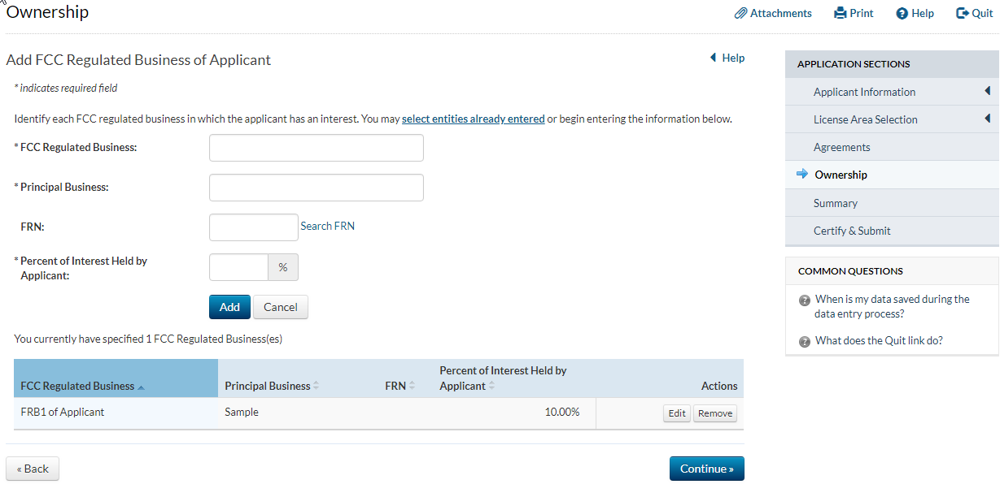 Ownership
Attachments Print Help Quit
Add FCC Regulated Business of Applicant
Help
* indicates required field
Identify each FCC regulated business in which the applicant has an interest. You may select entities already entered or begin entering the information below.
* FCC Regulated Business:
* Principal Business:
FRN:
Search FRN
* Percent of Interest Held by
Applicant:
%
Add Cancel
You currently have specified 1 FCC Regulated Business(es)
FCC Regulated Business Principal Business FRN Percent of Interest Held by
Applicant Actions
FRB1 of Applicant Sample 10.00% Edit Remove
« Back Continue »
APPLICATION SECTIONS
Applicant Information
License Area Selection
Agreements
Ownership
Summary
Certify & Submit
COMMON QUESTIONS
? When is my data saved during the
data entry process?
? What does the Quit link do?